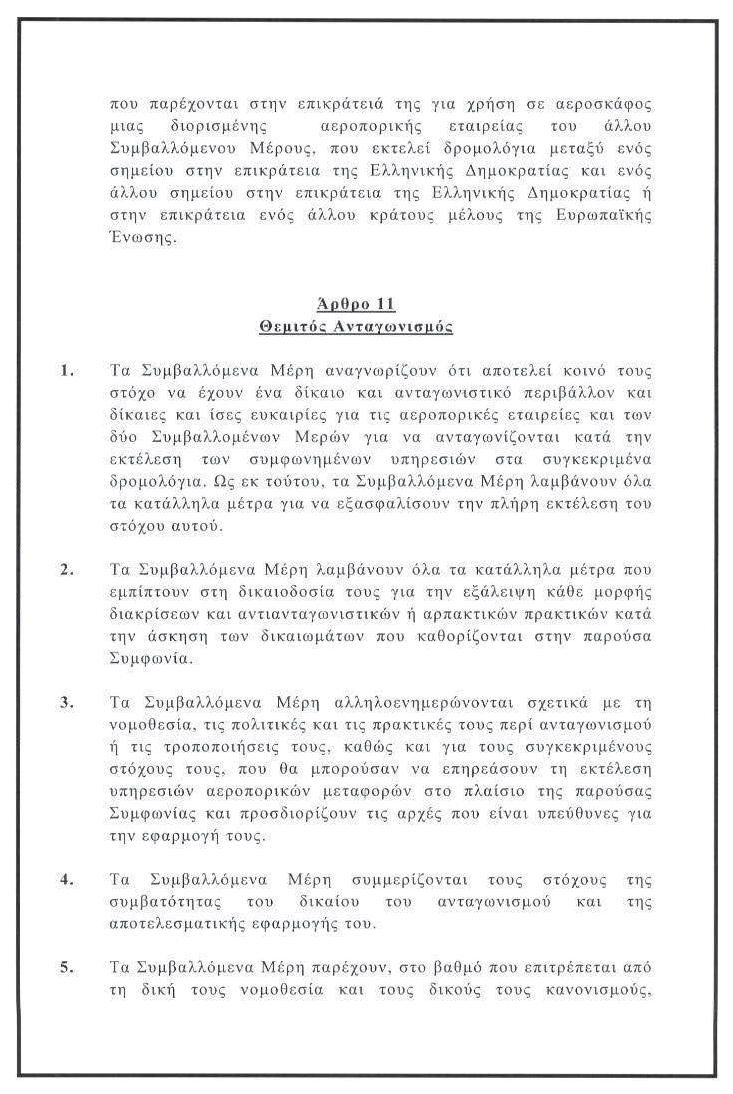 που παρέχονται στην επικράτειά της για χρήση σε αεροσκάφος
μιας διορισμένης αεροπορικής εταιρείας του άλλου
Συμβαλλόμενου Μέρους, που εκτελεί δρομολόγια μεταξύ ενός
σημείου στην επικράτεια της Ελληνικής Δημοκρατίας και ενός
άλλου σημείου στην επικράτεια της Ελληνικής Δημοκρατίας ή
στην επικράτεια ενός άλλου κράτους μέλους της Ευρωπαϊκής
Ένωσης.
Άρθρο 11
Θεμιτός Ανταγωνισμός
1. Τα Συμβαλλόμενα Μέρη αναγνωρίζουν ότι αποτελεί κοινό τους
στόχο να έχουν ένα δίκαιο και ανταγωνιστικό περιβάλλον και
δίκαιες και ίσες ευκαιρίες για τις αεροπορικές εταιρείες και των
δύο Συμβαλλομένων Μερών για να ανταγωνίζονται κατά την
εκτέλεση των συμφωνημένων υπηρεσιών στα συγκεκριμένα
δρομολόγια. Ως εκ τούτου, τα Συμβαλλόμενα Μέρη λαμβάνουν όλα
τα κατάλληλα μέτρα για να εξασφαλίσουν την πλήρη εκτέλεση του
στόχου αυτού.
2. Τα Συμβαλλόμενα Μέρη λαμβάνουν όλα τα κατάλληλα μέτρα που
εμπίπτουν στη δικαιοδοσία τους για την εξάλειψη κάθε μορφής
διακρίσεων και αντιανταγωνιστικών ή αρπακτικών πρακτικών κατά
την άσκηση των δικαιωμάτων που καθορίζονται στην παρούσα
Συμφωνία.
3. Τα Συμβαλλόμενα Μέρη αλληλοενημερώνονται σχετικά με τη
νομοθεσία, τις πολιτικές και τις πρακτικές τους περί ανταγωνισμού
ή τις τροποποιήσεις τους, καθώς και για τους συγκεκριμένους
στόχους τους, που θα μπορούσαν να επηρεάσουν τη εκτέλεση
υπηρεσιών αεροπορικών μεταφορών στο πλαίσιο της παρούσας
Συμφωνίας και προσδιορίζουν τις αρχές που είναι υπεύθυνες για
την εφαρμογή τους.
4. Τα Συμβαλλόμενα Μέρη συμμερίζονται τους στόχους της
συμβατότητας του δικαίου του ανταγωνισμού και της
αποτελεσματικής εφαρμογής του.
5. Τα Συμβαλλόμενα Μέρη παρέχουν, στο βαθμό που επιτρέπεται από
τη δική τους νομοθεσία και τους δικούς τους κανονισμούς,